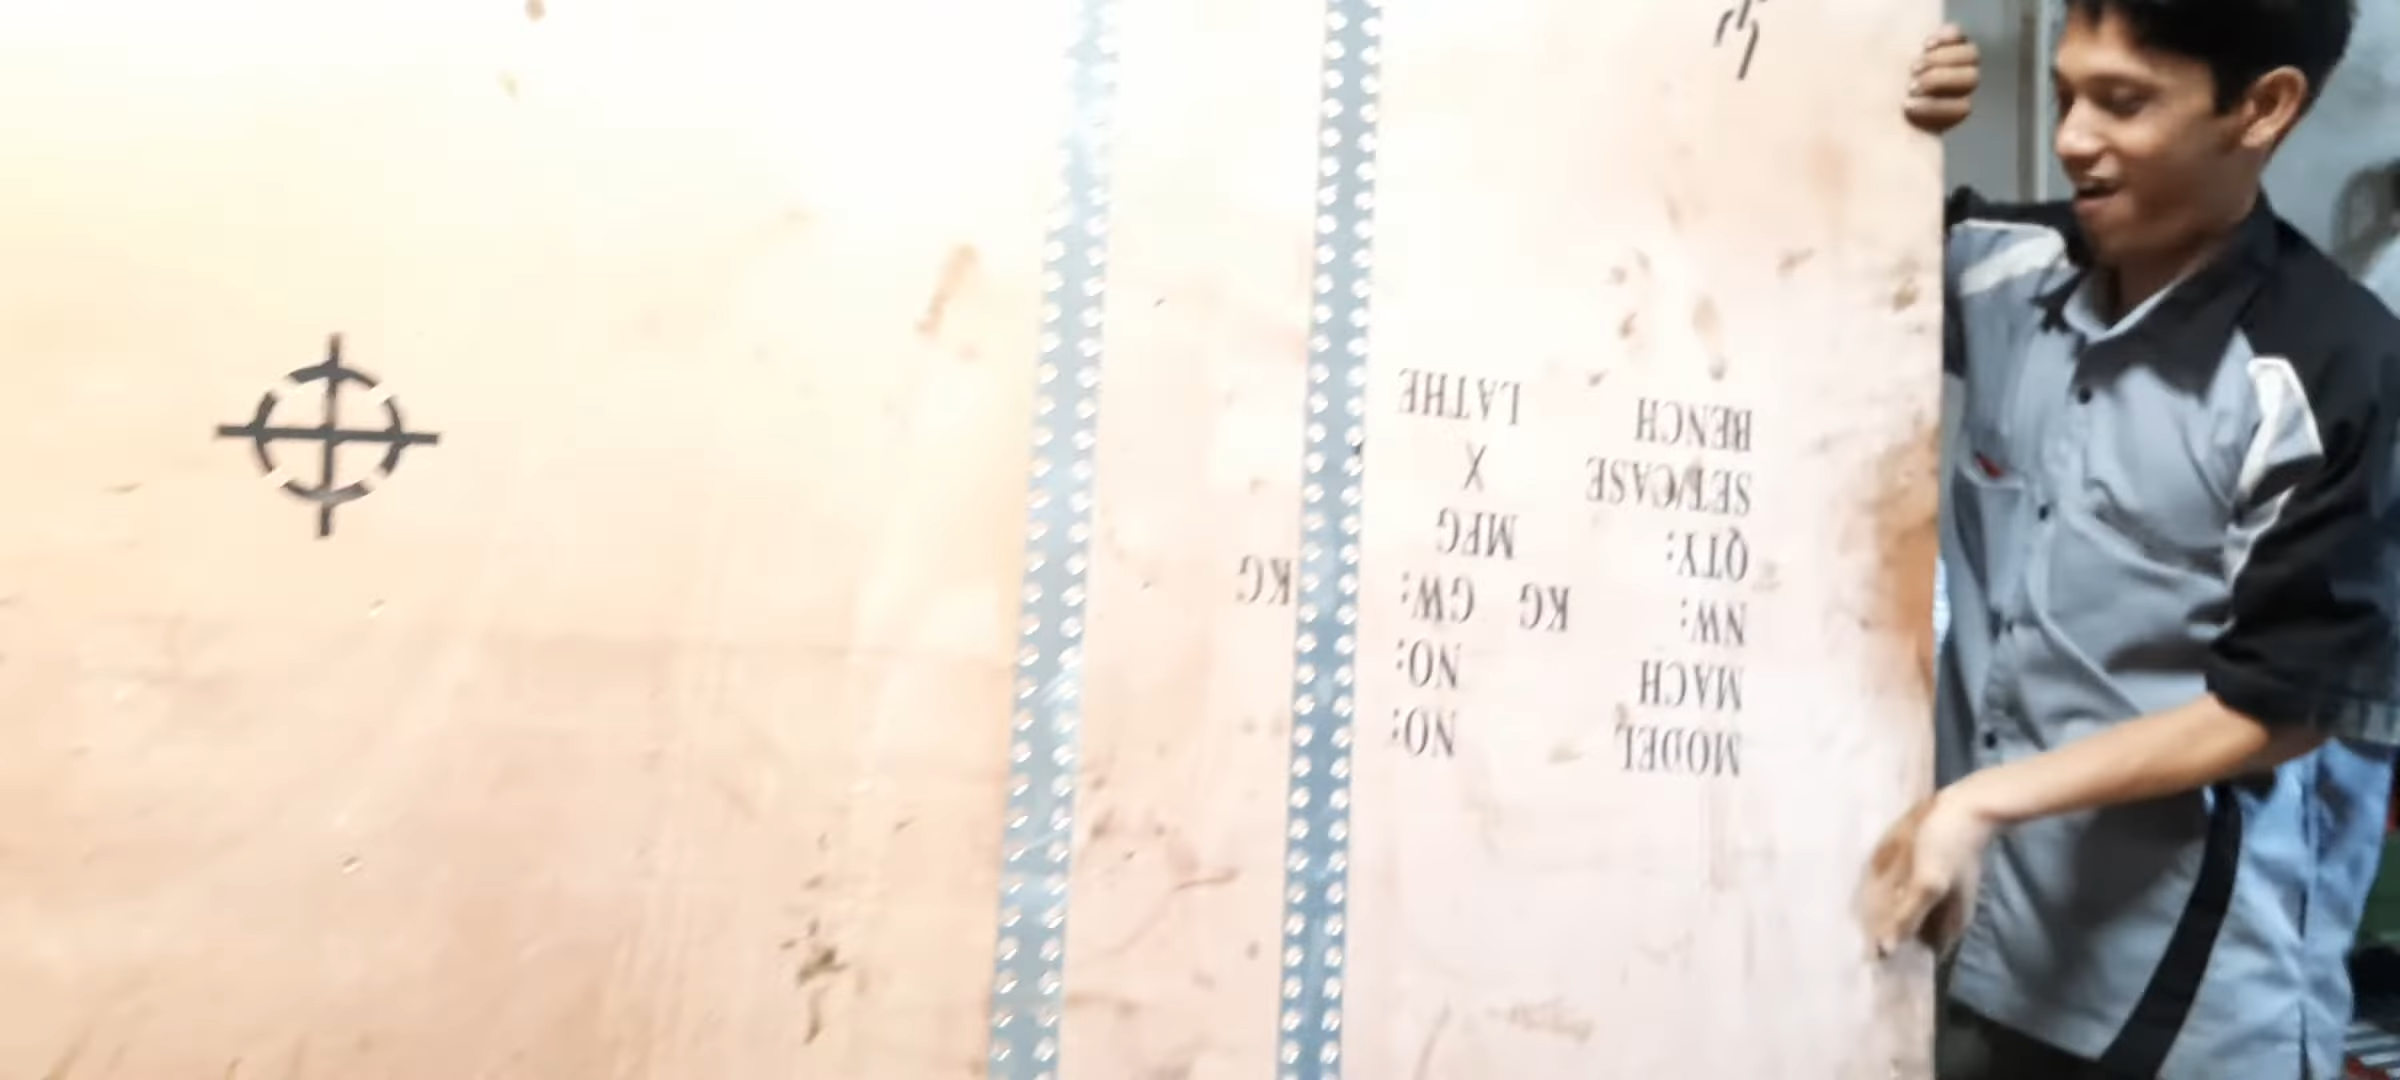 MODEL NO:
MACH NO:
NW: KG GW: KG
QTY: MFG
SET/CASE X
BENCH LATHE